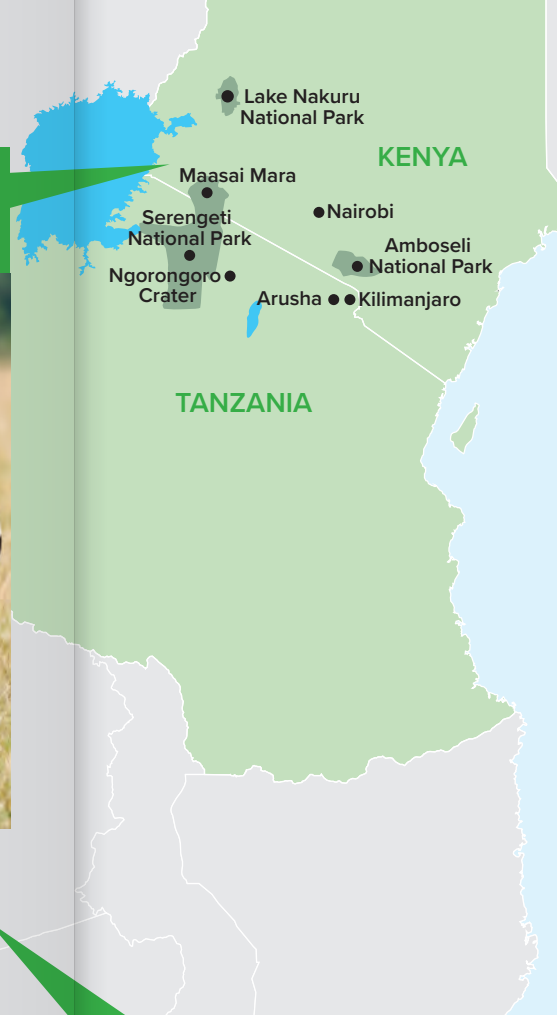 Lake Nakuru
National Park
KENYA
Maasai Mara
Nairobi
Serengeti
National Park
Amboseli
National Park
Ngorongoro
Crater
Arusha
Kilimanjaro
TANZANIA